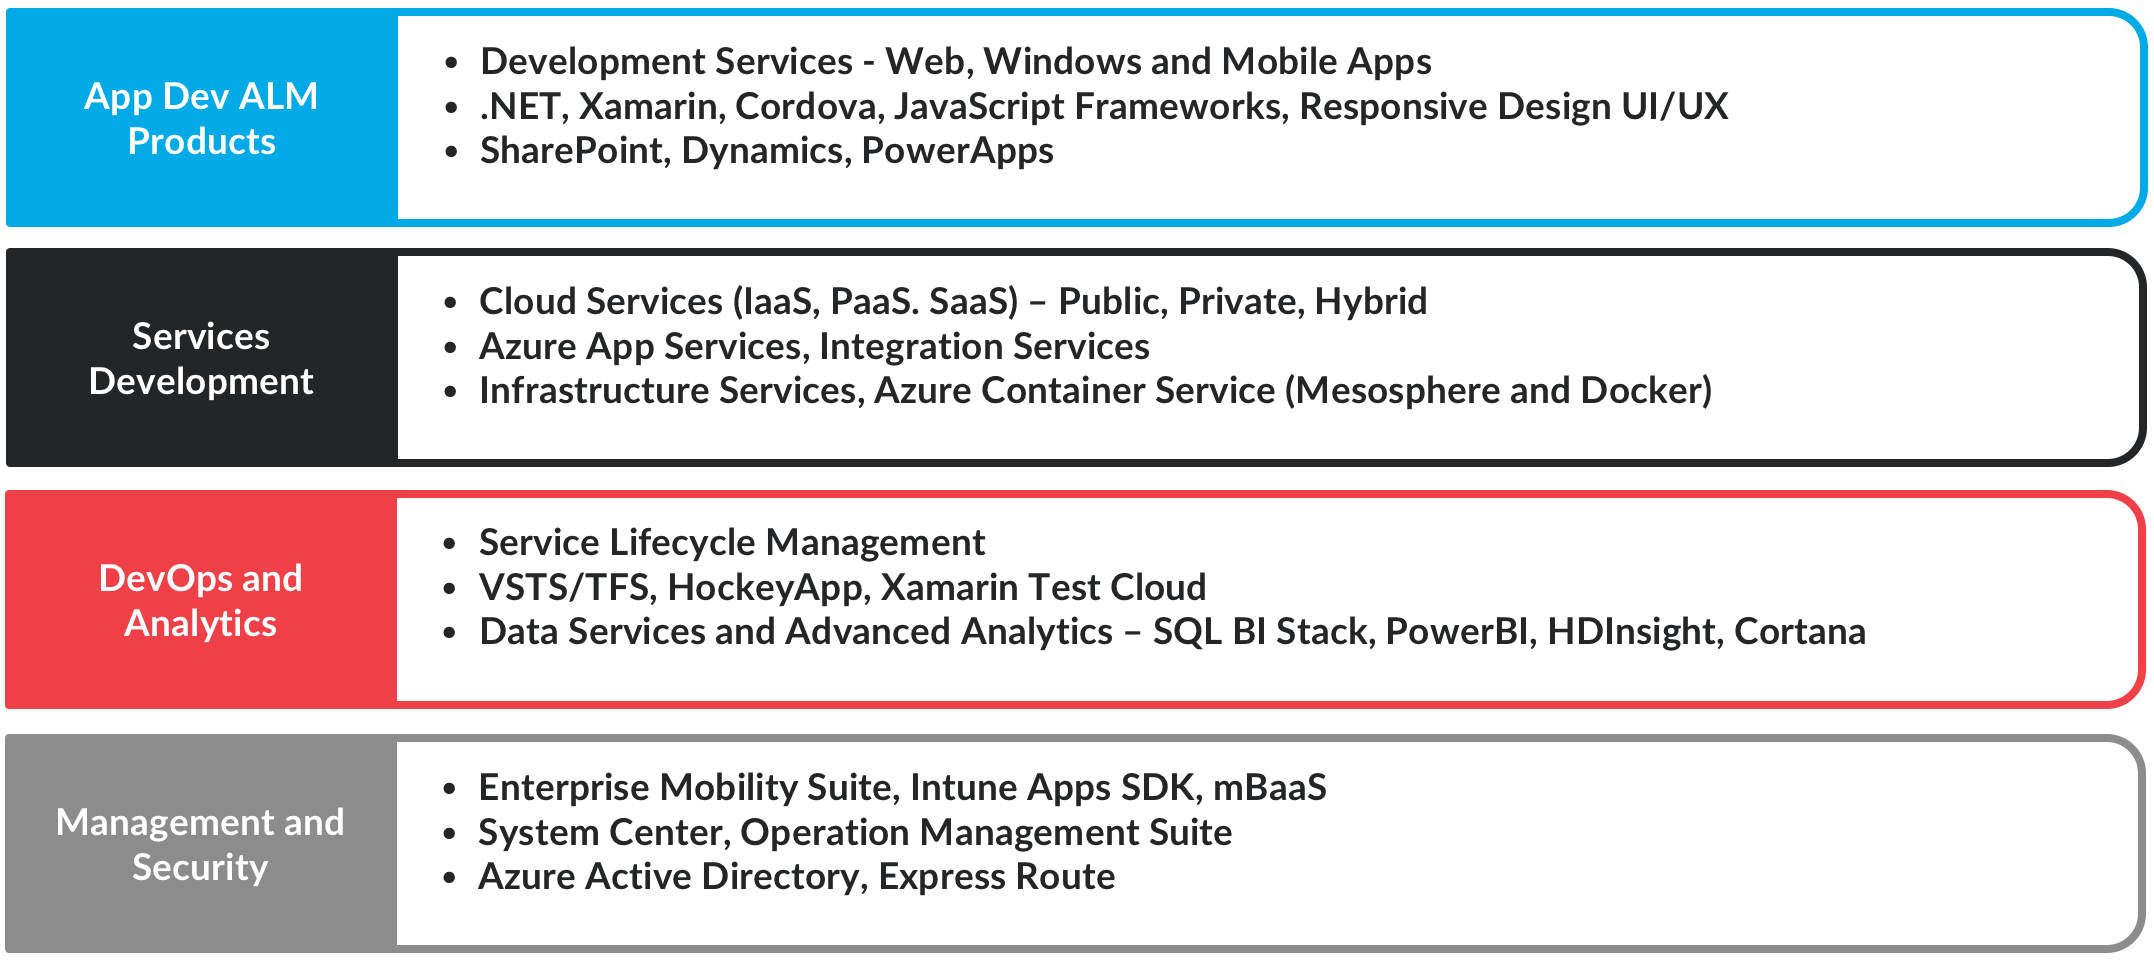 App Dev ALM
Products
• Development Services - Web, Windows and Mobile Apps
• .NET, Xamarin, Cordova, JavaScript Frameworks, Responsive Design UI/UX
• SharePoint, Dynamics, PowerApps
Services
Development
• Cloud Services (IaaS, PaaS. SaaS) – Public, Private, Hybrid
• Azure App Services, Integration Services
• Infrastructure Services, Azure Container Service (Mesosphere and Docker)
DevOps and
Analytics
• Service Lifecycle Management
• VSTS/TFS, HockeyApp, Xamarin Test Cloud
• Data Services and Advanced Analytics – SQL BI Stack, PowerBI, HDInsight, Cortana
Management and
Security
• Enterprise Mobility Suite, Intune Apps SDK, mBaaS
• System Center, Operation Management Suite
• Azure Active Directory, Express Route